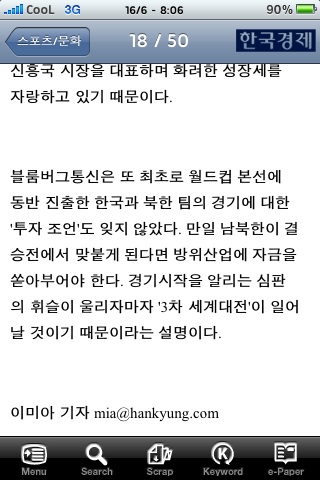 CooL 3G 16/6 - 8:06 90%
스포츠/문화 18 / 50 한국경제
신흥국 시장을 대표하며 화려한 성장세를
자랑하고 있기 때문이다.
블룸버그통신은 또 최초로 월드컵 본선에
동반 진출한 한국과 북한 팀의 경기에 대한
'투자 조언'도 잊지 않았다. 만일 남북한이 결
승전에서 맞붙게 된다면 방위산업에 자금을
쏟아부어야 한다. 경기시작을 알리는 심판
의 휘슬이 울리자마자 '3차 세계대전'이 일어
날 것이기 때문이라는 설명이다.
이미아 기자 mia@hankyung.com
Menu Search Scrap Keyword e-Paper